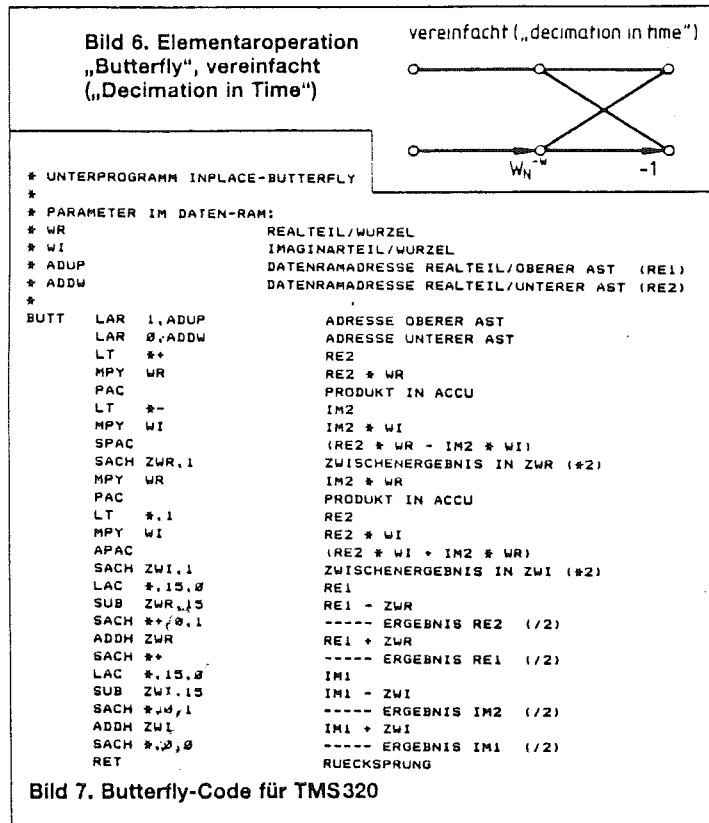 Bild 6. Elementaroperation
„Butterfly", vereinfacht
(„Decimation in Time")
vereinfacht („decimation in time")
W_N^-w
-1
* UNTERPROGRAMM INPLACE-BUTTERFLY
*
* PARAMETER IM DATEN-RAM:
* WR REALTEIL/WURZEL
* WI IMAGINARTEIL/WURZEL
* ADUP DATENRAMADRESSE REALTEIL/OBERER AST (RE1)
* ADDW DATENRAMADRESSE REALTEIL/UNTERER AST (RE2)
*
BUTT LAR 1,ADUP ADRESSE OBERER AST
LAR 0,ADDW ADRESSE UNTERER AST
LT *+ RE2
MPY WR RE2 * WR
PAC PRODUKT IN ACCU
LT *- IM2
MPY WI IM2 * WI
SPAC (RE2 * WR - IM2 * WI)
SACH ZWR,1 ZWISCHENERGEBNIS IN ZWR (*2)
MPY WR IM2 * WR
PAC PRODUKT IN ACCU
LT *,1 RE2
MPY WI RE2 * WI
APAC (RE2 * WI + IM2 * WR)
SACH ZWI,1 ZWISCHENERGEBNIS IN ZWI (*2)
LAC *,15,0 RE1
SUB ZWR,15 RE1 - ZWR
SACH *+,0,1 ----- ERGEBNIS RE2 (/2)
ADDH ZWR RE1 + ZWR
SACH *+ ----- ERGEBNIS RE1 (/2)
LAC *,15,0 IM1
SUB ZWI,15 IM1 - ZWI
SACH *,0,1 ----- ERGEBNIS IM2 (/2)
ADDH ZWI IM1 + ZWI
SACH *,0,0 ----- ERGEBNIS IM1 (/2)
RET RUECKSPRUNG
Bild 7. Butterfly-Code für TMS320